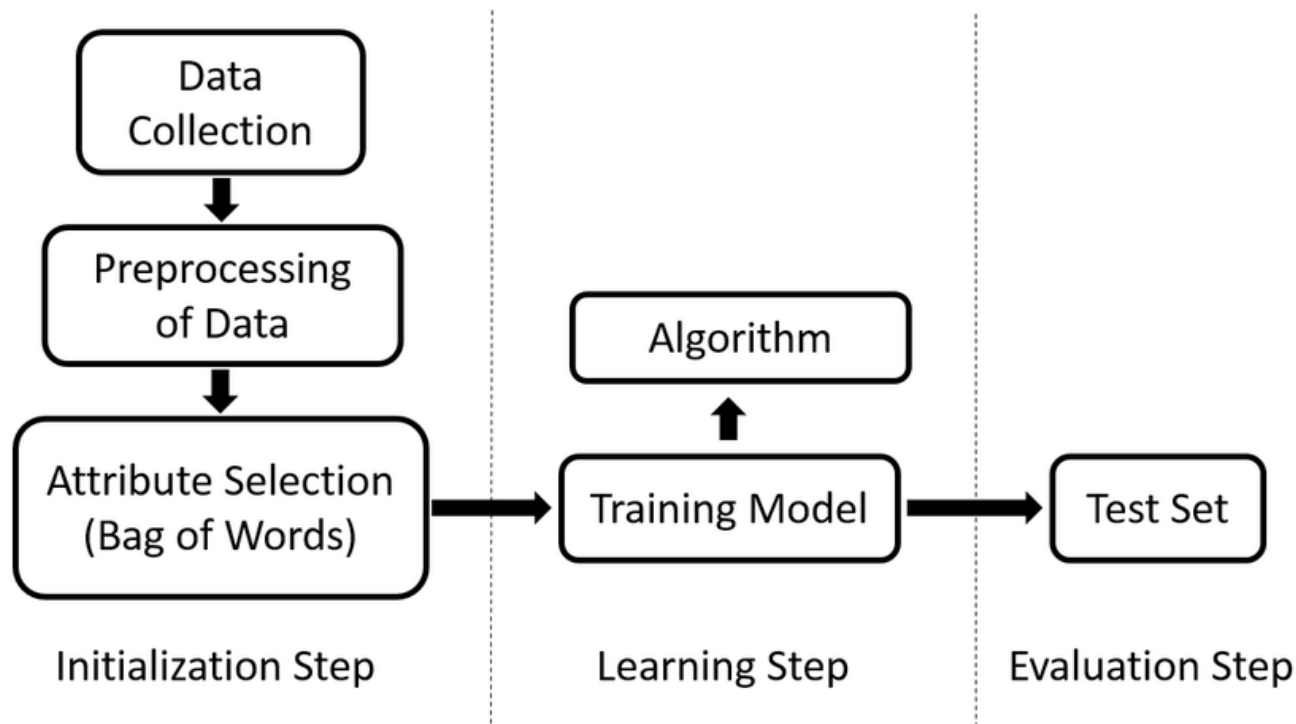 Data
Collection
Preprocessing
of Data
Attribute Selection
(Bag of Words)
Initialization Step
Algorithm
Training Model
Learning Step
Test Set
Evaluation Step